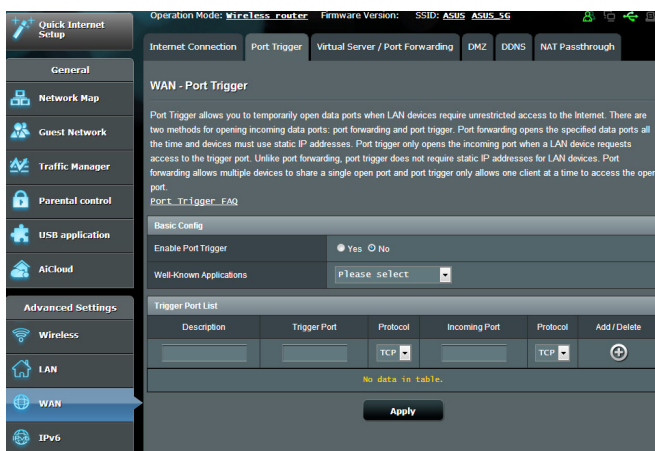 Quick Internet
Setup
Operation Mode: Wireless router Firmware Version: SSID: ASUS ASUS_5G
Internet Connection Port Trigger Virtual Server / Port Forwarding DMZ DDNS NAT Passthrough
General
Network Map
Guest Network
Traffic Manager
Parental control
USB application
AiCloud
Advanced Settings
Wireless
LAN
WAN
IPv6
WAN - Port Trigger
Port Trigger allows you to temporarily open data ports when LAN devices require unrestricted access to the Internet. There are
two methods for opening incoming data ports: port forwarding and port trigger. Port forwarding opens the specified data ports all
the time and devices must use static IP addresses. Port trigger only opens the incoming port when a LAN device requests
access to the trigger port. Unlike port forwarding, port trigger does not require static IP addresses for LAN devices. Port
forwarding allows multiple devices to share a single open port and port trigger only allows one client at a time to access the open
port.
Port Trigger FAQ
Basic Config
Enable Port Trigger Yes No
Well-Known Applications Please select
Trigger Port List
Description Trigger Port Protocol Incoming Port Protocol Add / Delete
TCP TCP
No data in table.
Apply